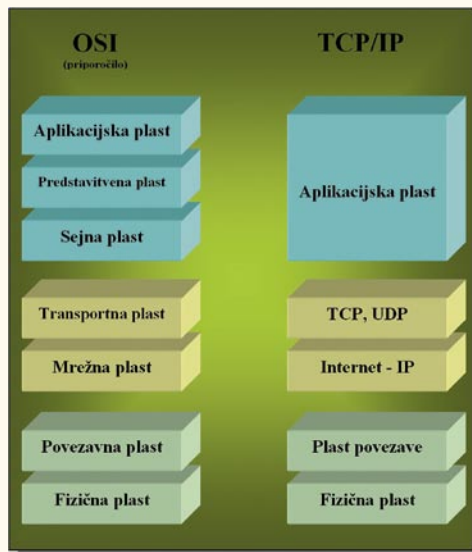 OSI
(priporočilo)
Aplikacijska plast
Predstavitvena plast
Sejna plast
Transportna plast
Mrežna plast
Povezavna plast
Fizična plast
TCP/IP
Aplikacijska plast
TCP, UDP
Internet - IP
Plast povezave
Fizična plast